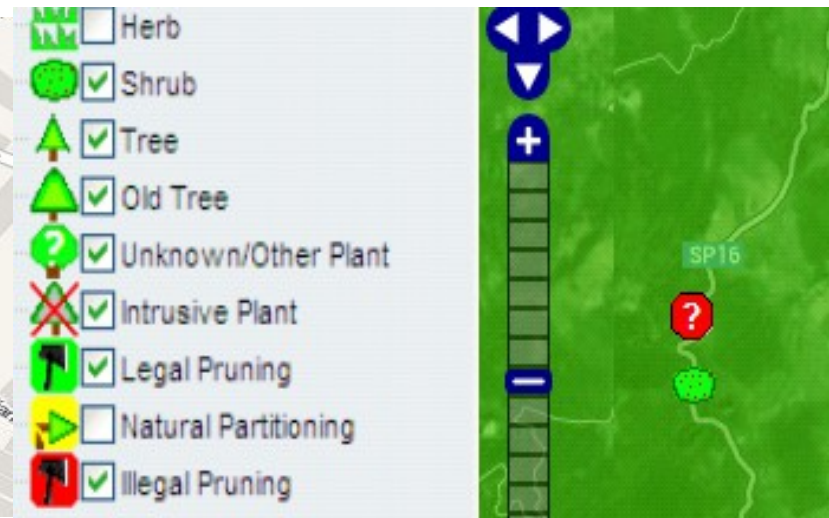 Herb
Shrub
Tree
Old Tree
Unknown/Other Plant
Intrusive Plant
Legal Pruning
Natural Partitioning
Illegal Pruning
SP16
?